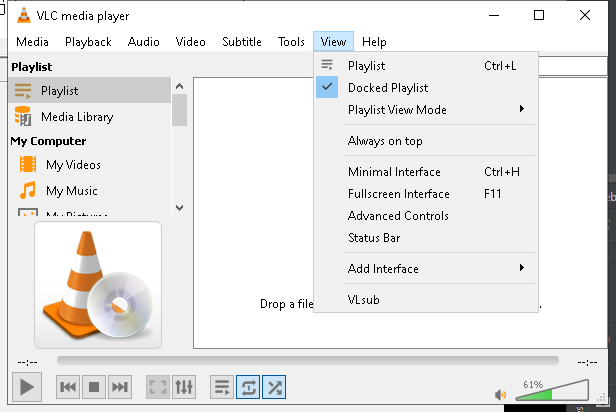 VLC media player
Media Playback Audio Video Subtitle Tools View Help
Playlist
Playlist
Media Library
My Computer
My Videos
My Music
My Pictures
Playlist Ctrl+L
Docked Playlist
Playlist View Mode
Always on top
Minimal Interface Ctrl+H
Fullscreen Interface F11
Advanced Controls
Status Bar
Add Interface
VLsub
Drop a file
--:-- --:--
61%